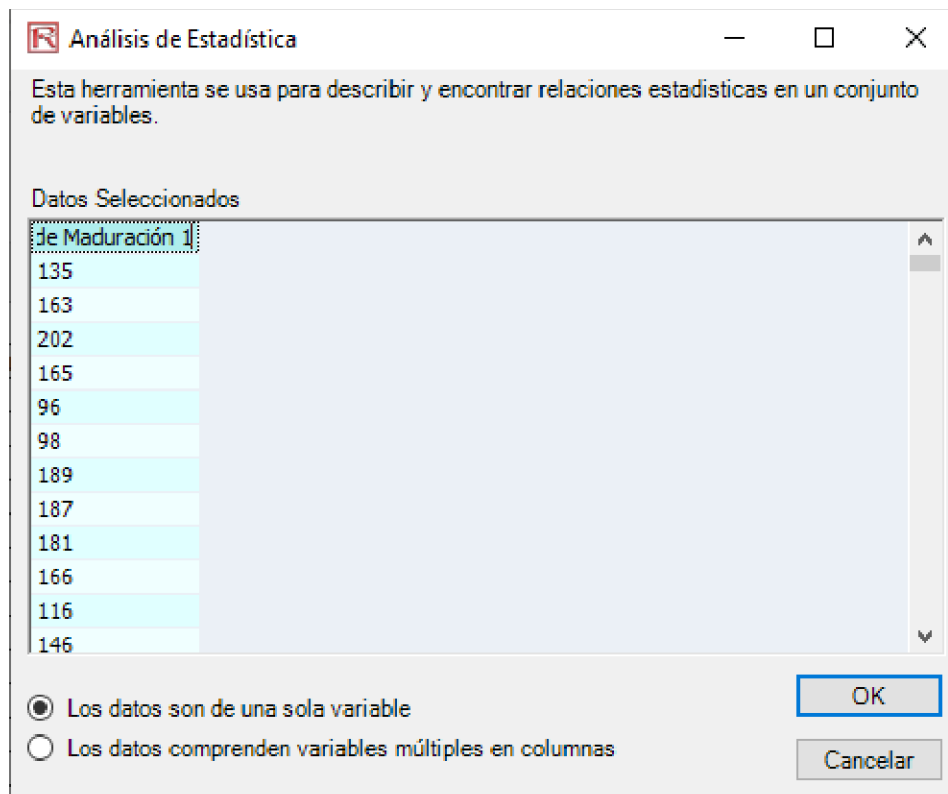 Análisis de Estadística
Esta herramienta se usa para describir y encontrar relaciones estadisticas en un conjunto
de variables.
Datos Seleccionados
de Maduración 1
135
163
202
165
96
98
189
187
181
166
116
146
Los datos son de una sola variable
OK
Los datos comprenden variables múltiples en columnas
Cancelar